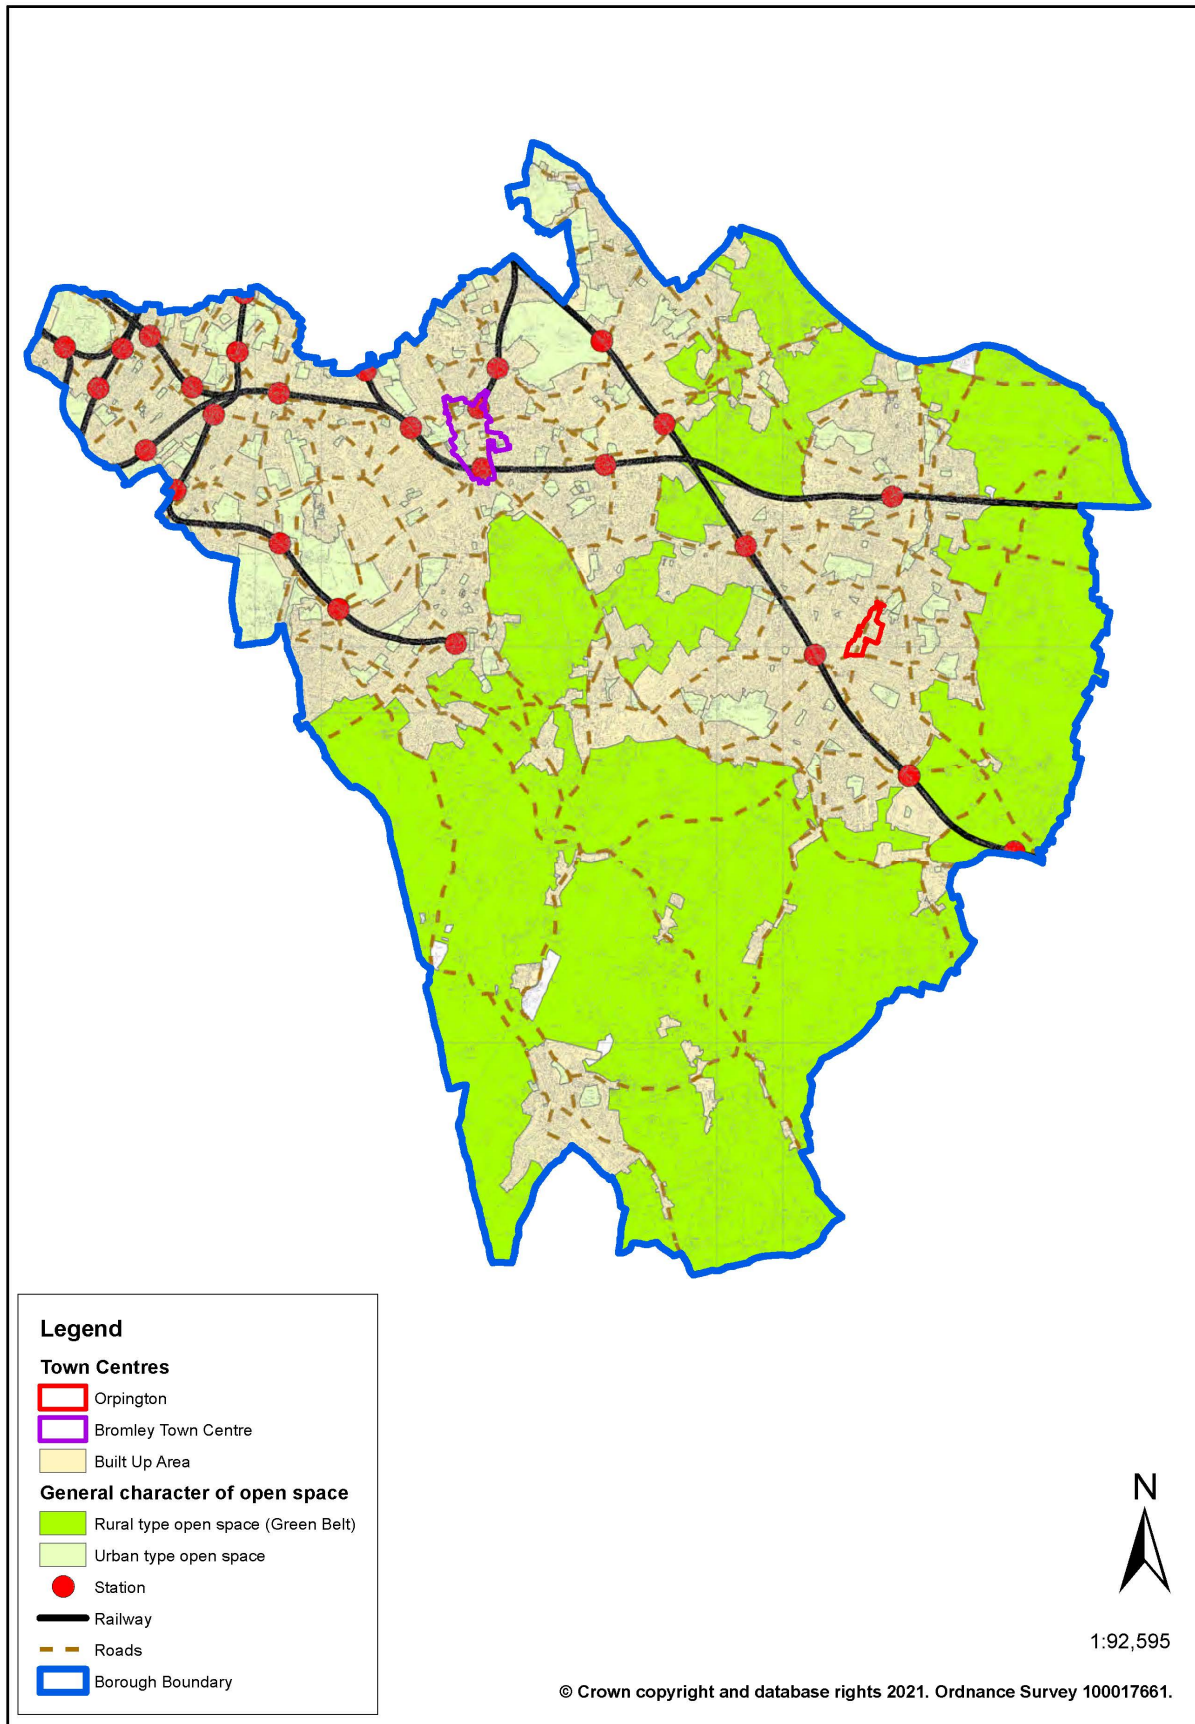 Legend
Town Centres
Orpington
Bromley Town Centre
Built Up Area
General character of open space
Rural type open space (Green Belt)
Urban type open space
Station
Railway
Roads
Borough Boundary
N
1:92,595
© Crown copyright and database rights 2021. Ordnance Survey 100017661.